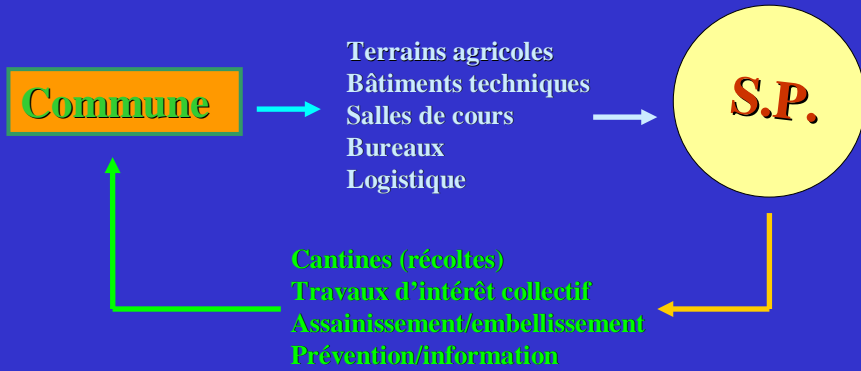 Commune
Terrains agricoles
Bâtiments techniques
Salles de cours
Bureaux
Logistique
S.P.
Cantines (récoltes)
Travaux d'intérêt collectif
Assainissement/embellissement
Prévention/information